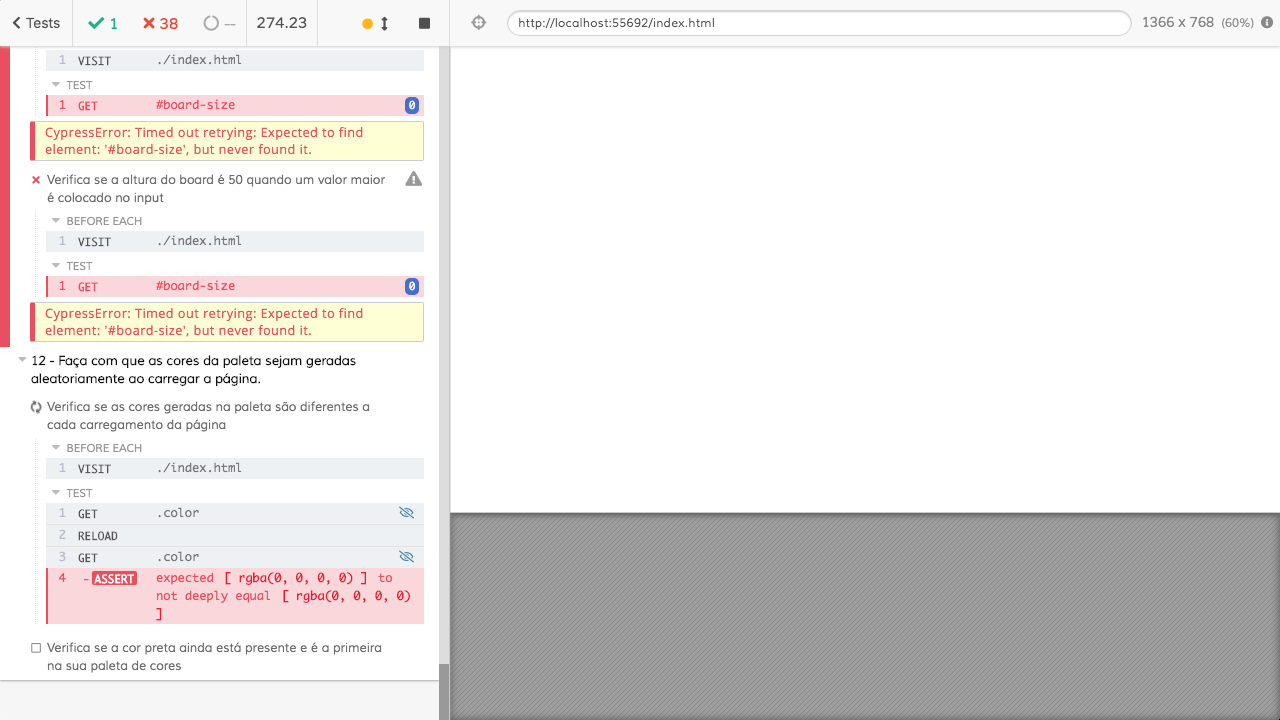 Tests
1
38
--
274.23
http://localhost:55692/index.html
1366 x 768 (60%)
1 VISIT ./index.html
TEST
1 GET #board-size 0
CypressError: Timed out retrying: Expected to find
element: '#board-size', but never found it.
Verifica se a altura do board é 50 quando um valor maior
é colocado no input
BEFORE EACH
1 VISIT ./index.html
TEST
1 GET #board-size 0
CypressError: Timed out retrying: Expected to find
element: '#board-size', but never found it.
12 - Faça com que as cores da paleta sejam geradas
aleatoriamente ao carregar a página.
Verifica se as cores geradas na paleta são diferentes a
cada carregamento da página
BEFORE EACH
1 VISIT ./index.html
TEST
1 GET .color
2 RELOAD
3 GET .color
4 -ASSERT expected [ rgba(0, 0, 0, 0) ] to
not deeply equal [ rgba(0, 0, 0, 0)
]
Verifica se a cor preta ainda está presente e é a primeira
na sua paleta de cores